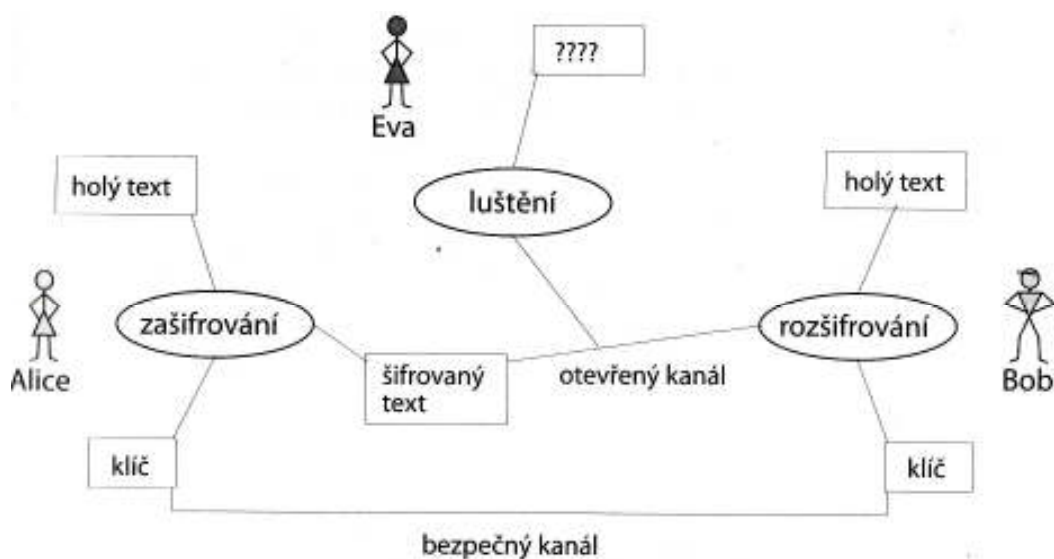 ????
Eva
holý text
luštění
holý text
zašifrování
rozšifrování
Alice
šifrovaný
text
otevřený kanál
Bob
klíč
klíč
bezpečný kanál